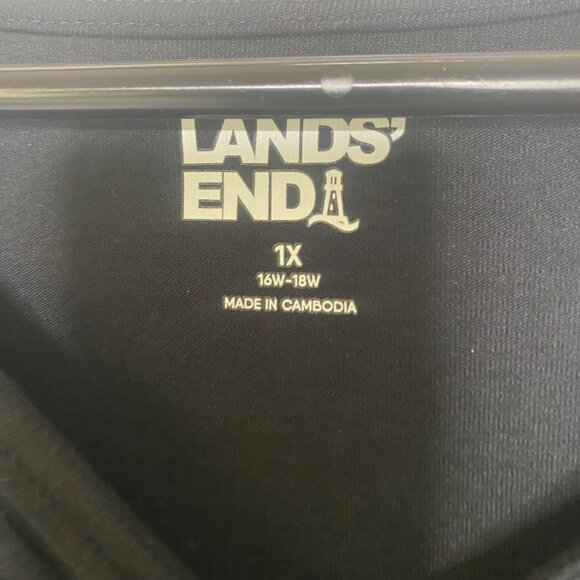 LANDS'
END
1X
16W-18W
MADE IN CAMBODIA